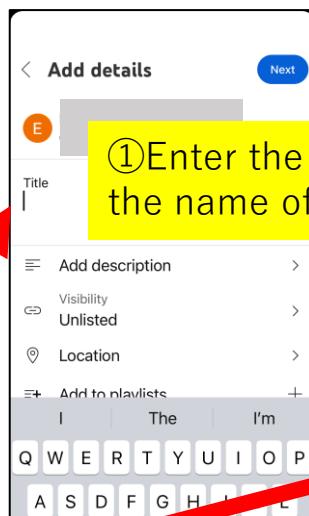 Add details
Next
E
①Enter the
the name of
Title
Add description
Visibility
Unlisted
Location
Add to playlists
I The I'm
Q W E R T Y U I O P
A S D F G H L